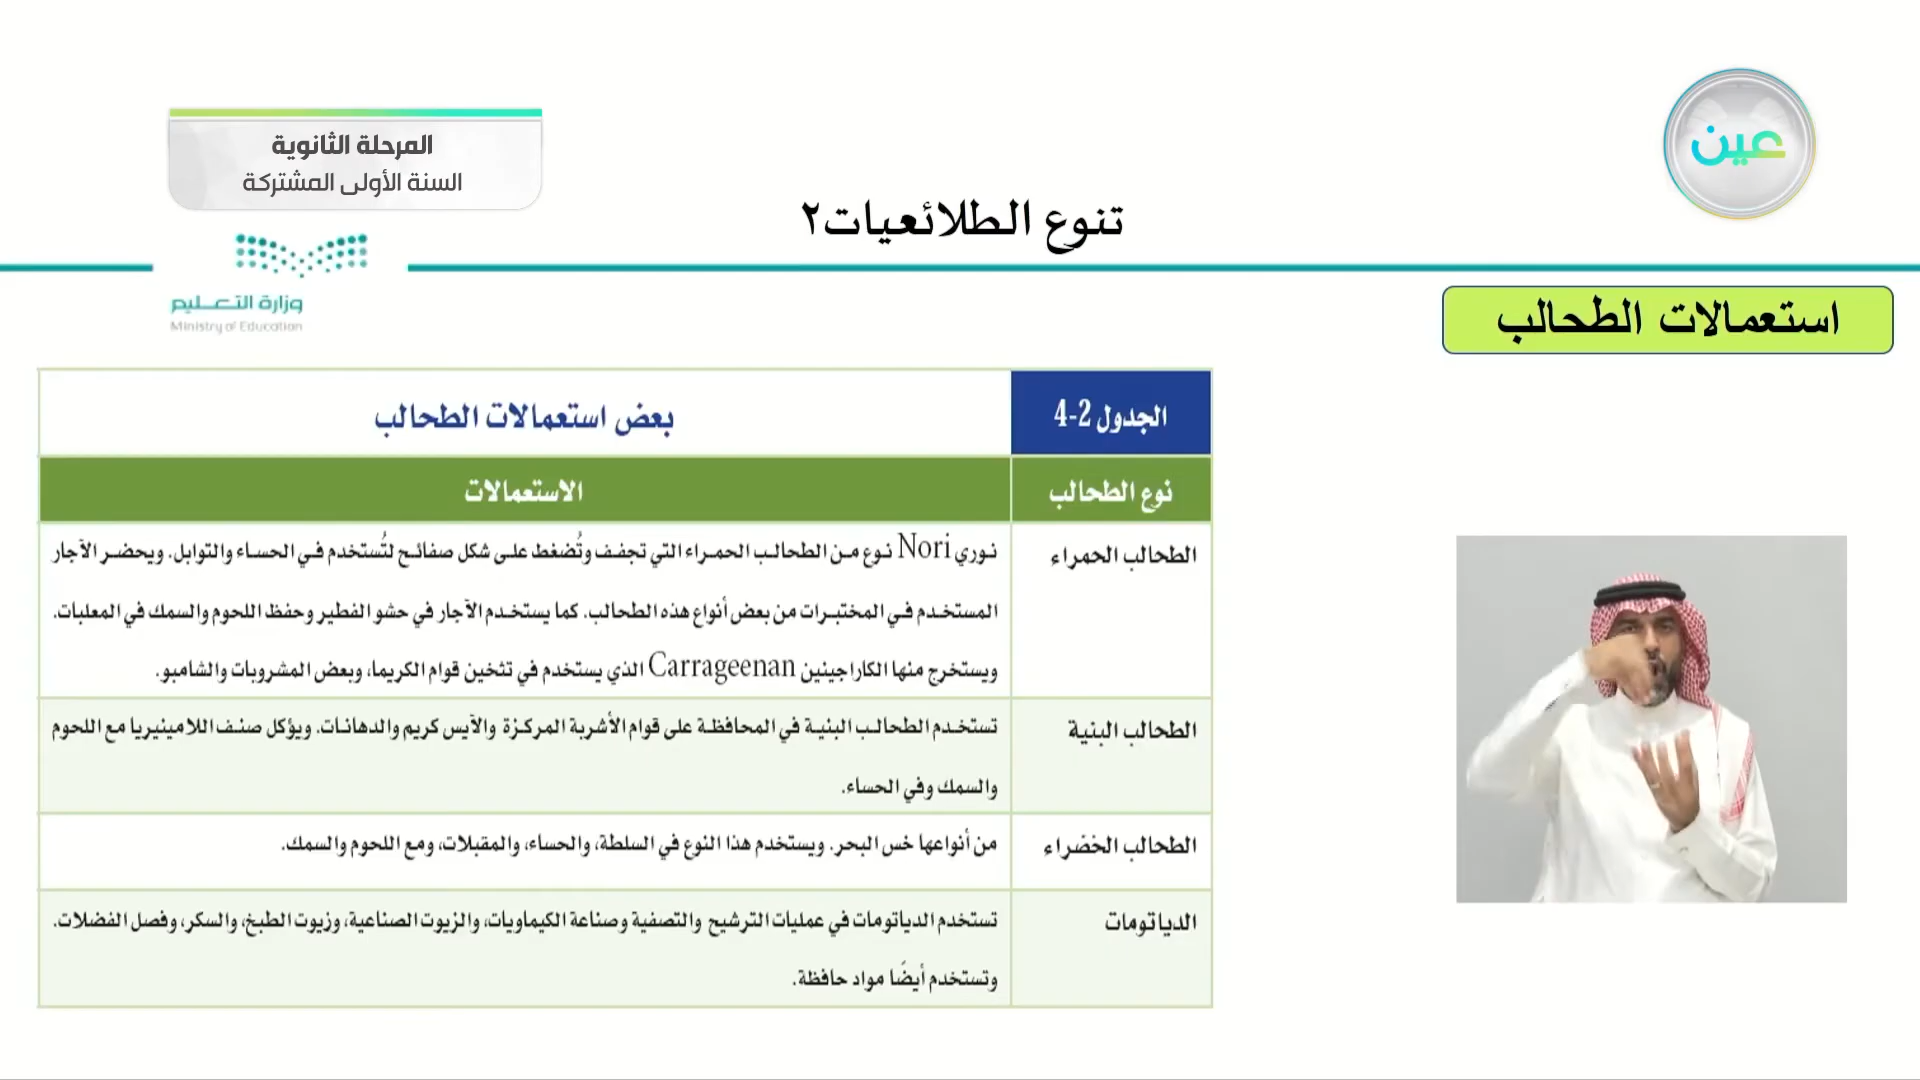 عين
المرحلة الثانوية
السنة الأولى المشتركة
تنوع الطلائعيات٢
وزارة التعليم
Ministry of Education
استعمالات الطحالب
الجدول 2-4
بعض استعمالات الطحالب
نوع الطحالب
الاستعمالات
الطحالب الحمراء
نوري Nori نوع من الطحالب الحمراء التي تجفف وتُضغط على شكل صفائح لتُستخدم في الحساء والتوابل. ويحضر الآجار
المستخدم في المختبرات من بعض أنواع هذه الطحالب. كما يستخدم الآجار في حشو الفطير وحفظ اللحوم والسمك في المعلبات.
ويستخرج منها الكاراجينين Carrageenan الذي يستخدم في تثخين قوام الكريما، وبعض المشروبات والشامبو.
الطحالب البنية
تستخدم الطحالب البنية في المحافظة على قوام الأشربة المركزة والآيس كريم والدهانات. ويؤكل صنف اللامينيريا مع اللحوم
والسمك وفي الحساء.
الطحالب الخضراء
من أنواعها خس البحر. ويستخدم هذا النوع في السلطة، والحساء، والمقبلات، ومع اللحوم والسمك.
الدياتومات
تستخدم الدياتومات في عمليات الترشيح والتصفية وصناعة الكيماويات، والزيوت الصناعية، وزيوت الطبخ، والسكر، وفصل الفضلات.
وتستخدم أيضًا مواد حافظة.